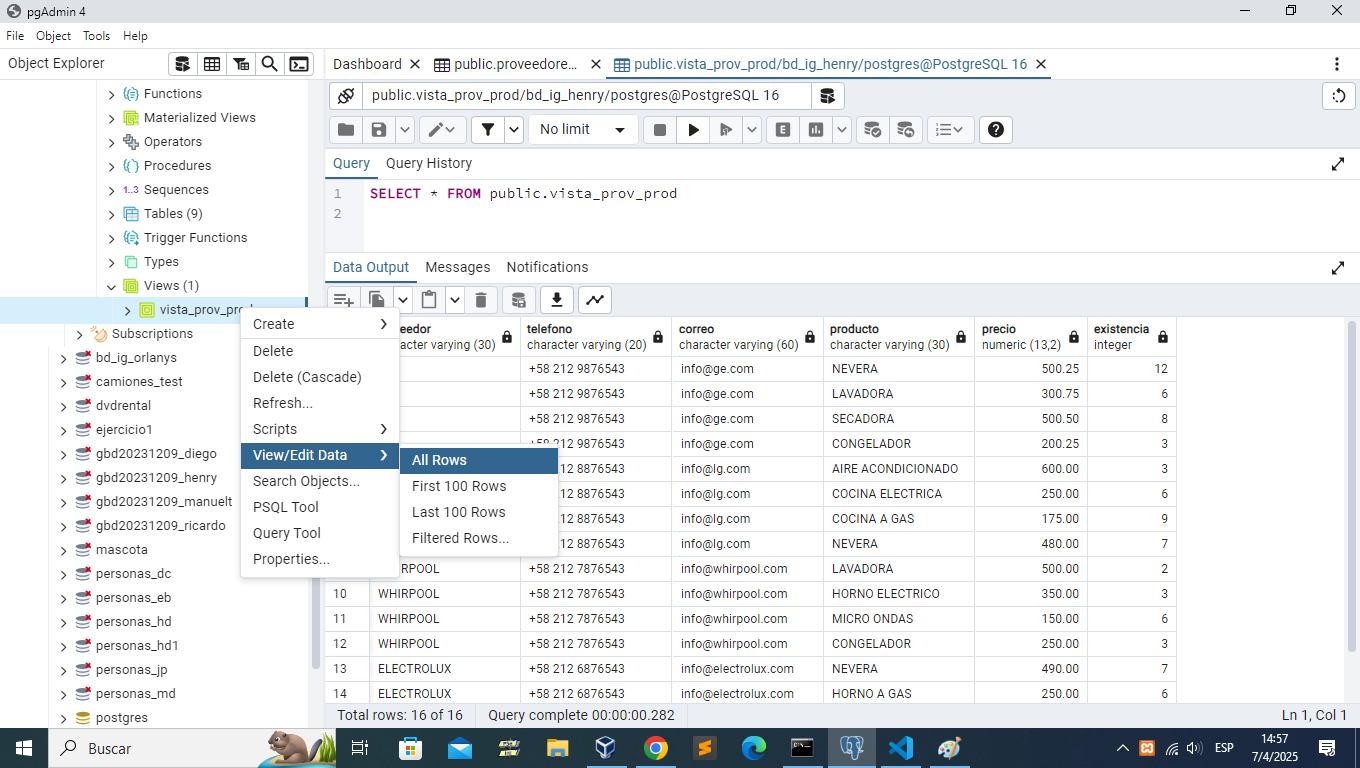 pgAdmin 4
File Object Tools Help
Object Explorer
Dashboard
public.proveedore...
public.vista_prov_prod/bd_ig_henry/postgres@PostgreSQL 16
Functions
Materialized Views
Operators
Procedures
1..3 Sequences
Tables (9)
Trigger Functions
Types
Views (1)
vista_prov_prod
Subscriptions
bd_ig_orlanys
camiones_test
dvdrental
ejercicio1
gbd20231209_diego
gbd20231209_henry
gbd20231209_manuelt
gbd20231209_ricardo
mascota
personas_dc
personas_eb
personas_hd
personas_hd1
personas_jp
personas_md
postgres
Create
Delete
Delete (Cascade)
Refresh...
Scripts
View/Edit Data
Search Objects...
PSQL Tool
Query Tool
Properties...
All Rows
First 100 Rows
Last 100 Rows
Filtered Rows...
public.vista_prov_prod/bd_ig_henry/postgres@PostgreSQL 16
No limit
E
Query Query History
1 SELECT * FROM public.vista_prov_prod
2
Data Output Messages Notifications
eedor telefono correo producto precio existencia
racter varying (30) character varying (20) character varying (60) character varying (30) numeric (13,2) integer
+58 212 9876543 info@ge.com NEVERA 500.25 12
+58 212 9876543 info@ge.com LAVADORA 300.75 6
+58 212 9876543 info@ge.com SECADORA 500.50 8
+58 212 9876543 info@ge.com CONGELADOR 200.25 3
2 8876543 info@lg.com AIRE ACONDICIONADO 600.00 3
2 8876543 info@lg.com COCINA ELECTRICA 250.00 6
2 8876543 info@lg.com COCINA A GAS 175.00 9
2 8876543 info@lg.com NEVERA 480.00 7
RPOOL +58 212 7876543 info@whirpool.com LAVADORA 500.00 2
10 WHIRPOOL +58 212 7876543 info@whirpool.com HORNO ELECTRICO 350.00 3
11 WHIRPOOL +58 212 7876543 info@whirpool.com MICRO ONDAS 150.00 6
12 WHIRPOOL +58 212 7876543 info@whirpool.com CONGELADOR 250.00 3
13 ELECTROLUX +58 212 6876543 info@electrolux.com NEVERA 490.00 7
14 ELECTROLUX +58 212 6876543 info@electrolux.com HORNO A GAS 250.00 6
Total rows: 16 of 16 Query complete 00:00:00.282 Ln 1, Col 1
Buscar
ESP
14:57
7/4/2025